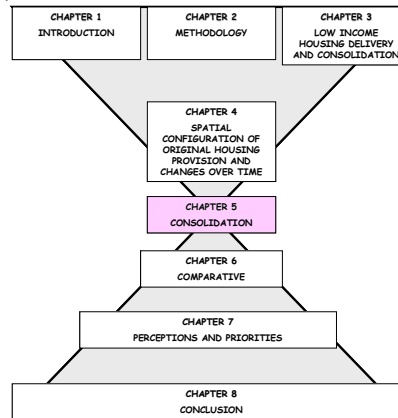 CHAPTER 1
INTRODUCTION
CHAPTER 2
METHODOLOGY
CHAPTER 3
LOW INCOME
HOUSING DELIVERY
AND CONSOLIDATION
CHAPTER 4
SPATIAL
CONFIGURATION OF
ORIGINAL HOUSING
PROVISION AND
CHANGES OVER TIME
CHAPTER 5
CONSOLIDATION
CHAPTER 6
COMPARATIVE
CHAPTER 7
PERCEPTIONS AND PRIORITIES
CHAPTER 8
CONCLUSION